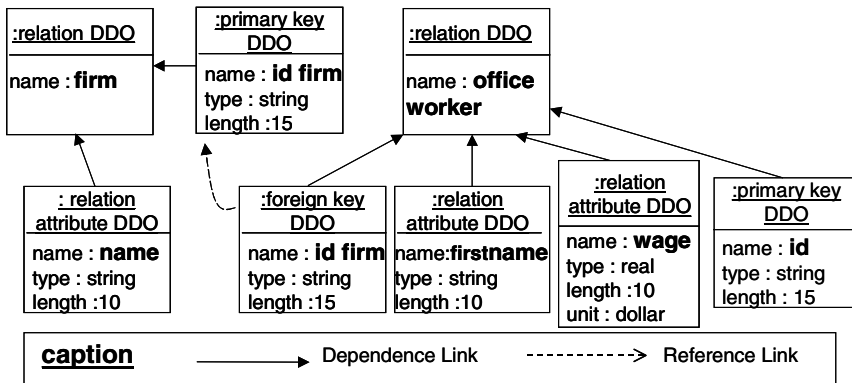 :relation DDO
name : firm
:primary key
DDO
name : id firm
type : string
length :15
:relation DDO
name : office
worker
: relation
attribute DDO
name : name
type : string
length :10
:foreign key
DDO
name : id firm
type : string
length :15
:relation
attribute DDO
name:firstname
type : string
length :10
:relation
attribute DDO
name : wage
type : real
length :10
unit : dollar
:primary key
DDO
name : id
type : string
length : 15
caption Dependence Link Reference Link